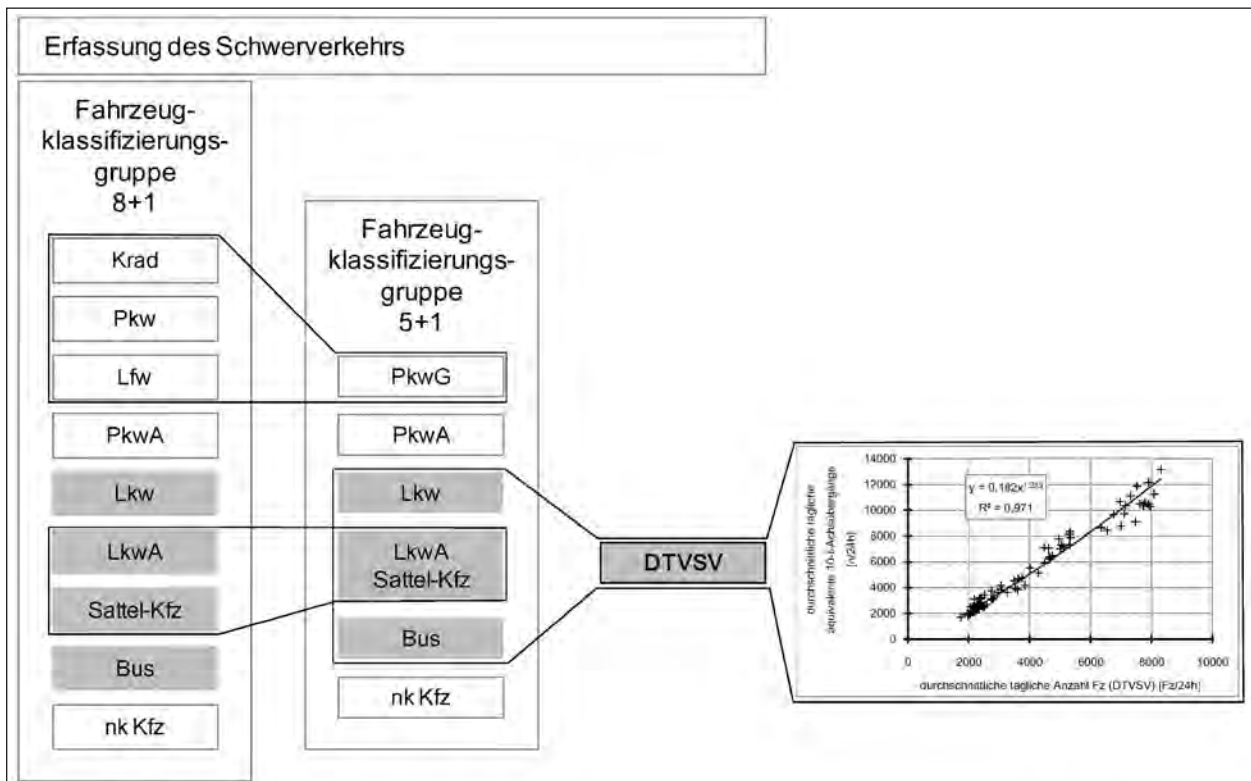 Erfassung des Schwerverkehrs
Fahrzeug-
klassifizierungs-
gruppe
8+1
Krad
Pkw
Lfw
PkwA
Lkw
LkwA
Sattel-Kfz
Bus
nk Kfz
Fahrzeug-
klassifizierungs-
gruppe
5+1
PkwG
PkwA
Lkw
LkwA
Sattel-Kfz
Bus
nk Kfz
DTVSV
durchschnittliche tägliche
äquivalente 10-t-Achsübergänge
[n/24h]
14000
12000
10000
8000
6000
4000
2000
0
y = 0,182x
R² = 0,971
0 2000 4000 6000 8000 10000
durchschnittliche tägliche Anzahl Fz (DTVSV) [Fz/24h]